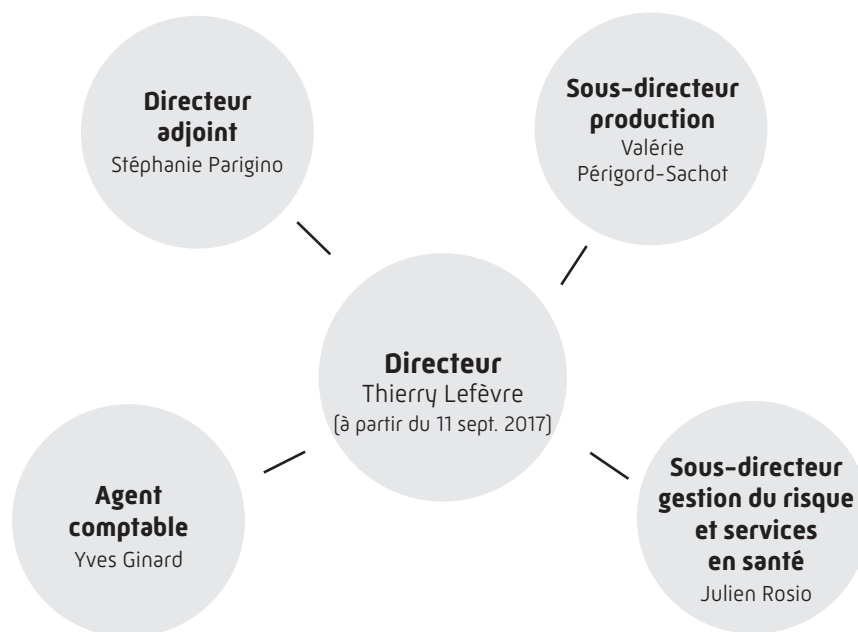 Directeur
adjoint
Stéphanie Parigino
Sous-directeur
production
Valérie
Périgord-Sachot
Directeur
Thierry Lefèvre
(à partir du 11 sept. 2017)
Agent
comptable
Yves Ginard
Sous-directeur
gestion du risque
et services
en santé
Julien Rosio